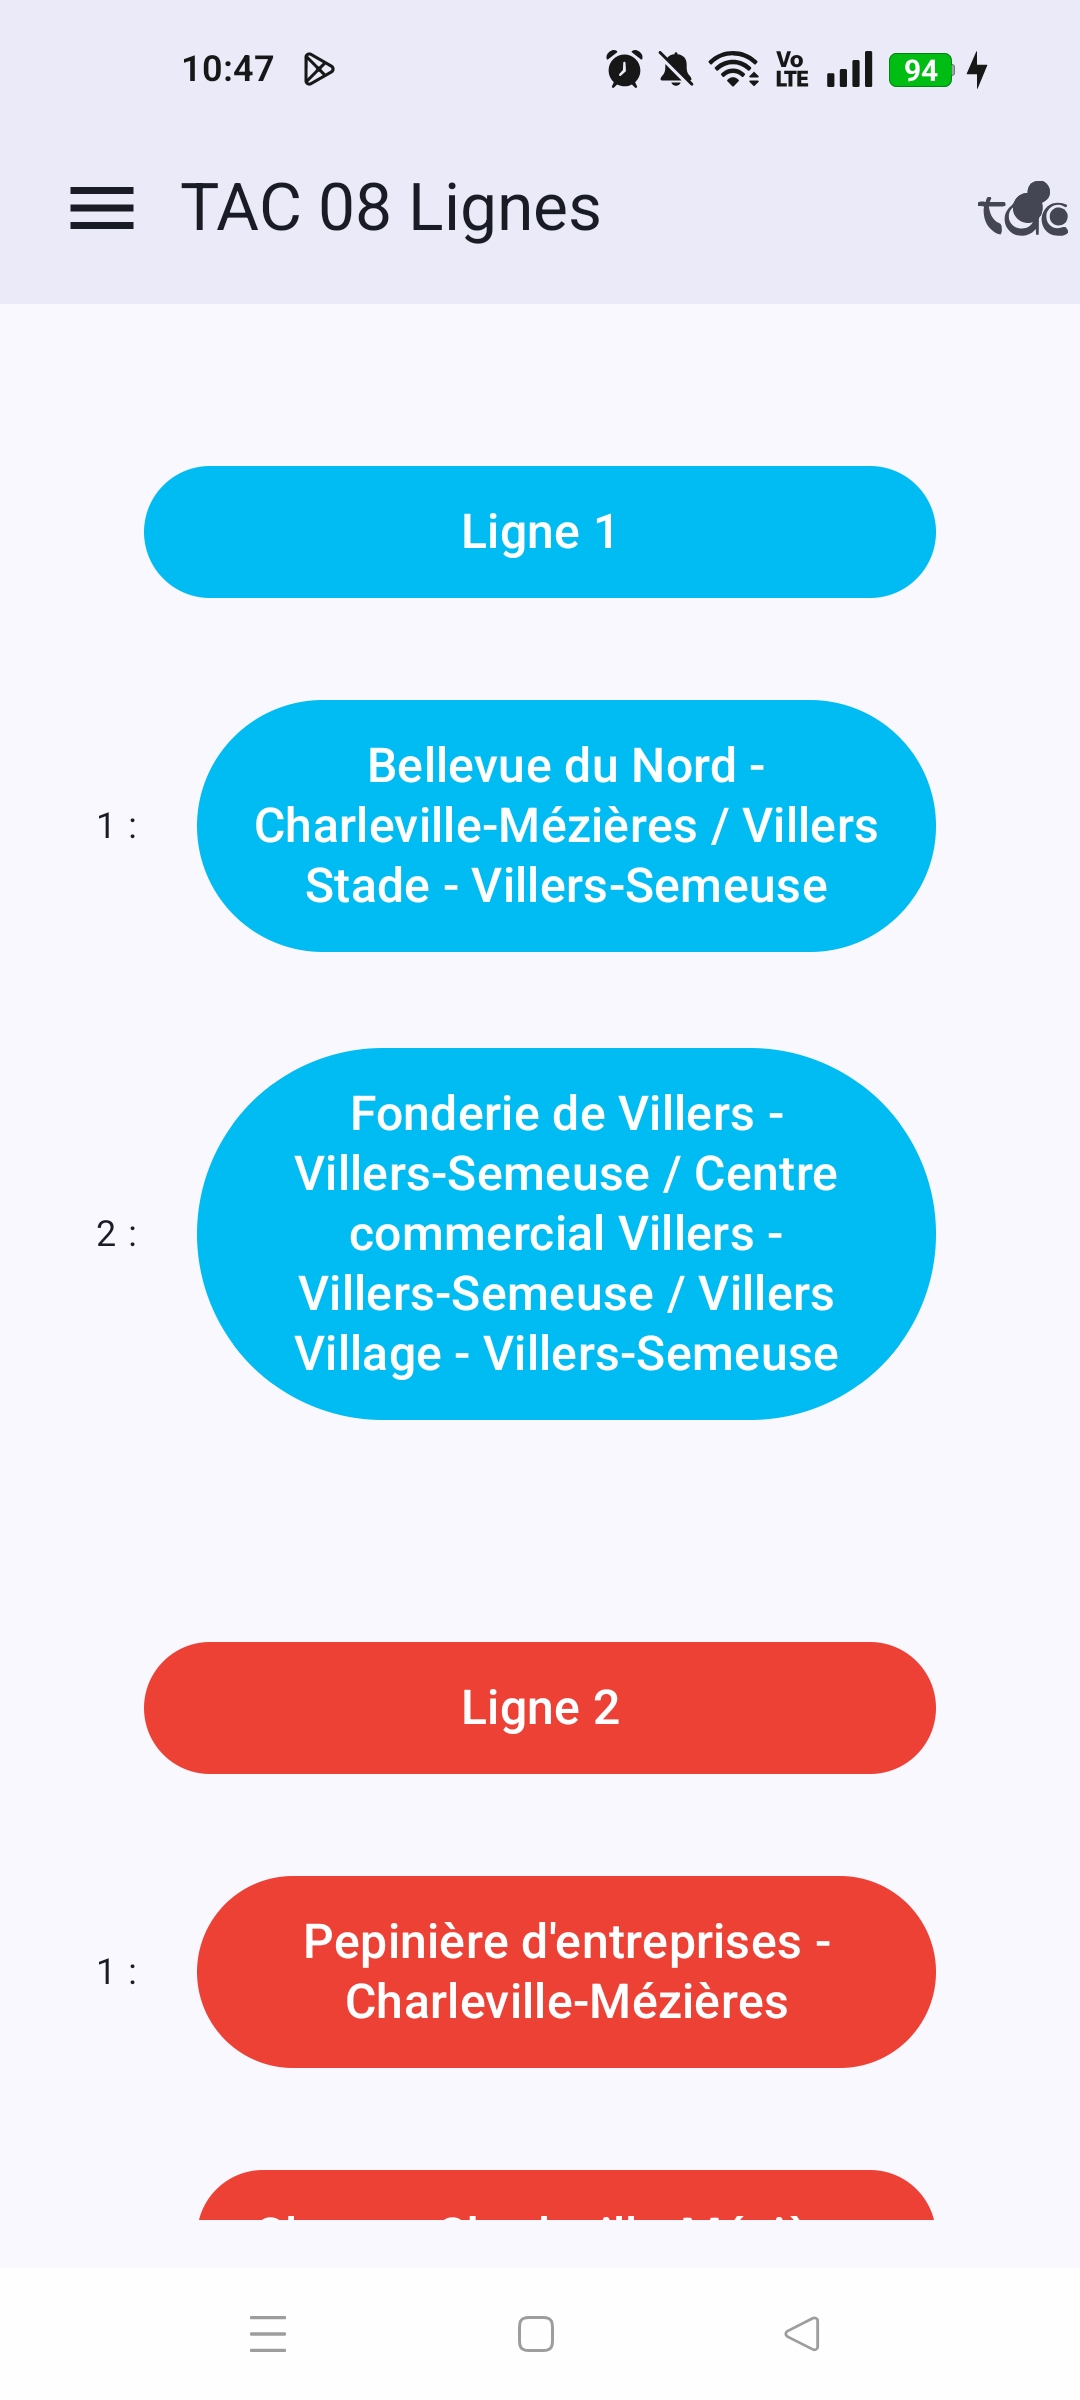 10:47
Vo
LTE
94
TAC 08 Lignes
tac
Ligne 1
1 :
Bellevue du Nord -
Charleville-Mézières / Villers
Stade - Villers-Semeuse
2 :
Fonderie de Villers -
Villers-Semeuse / Centre
commercial Villers -
Villers-Semeuse / Villers
Village - Villers-Semeuse
Ligne 2
1 :
Pepinière d'entreprises -
Charleville-Mézières